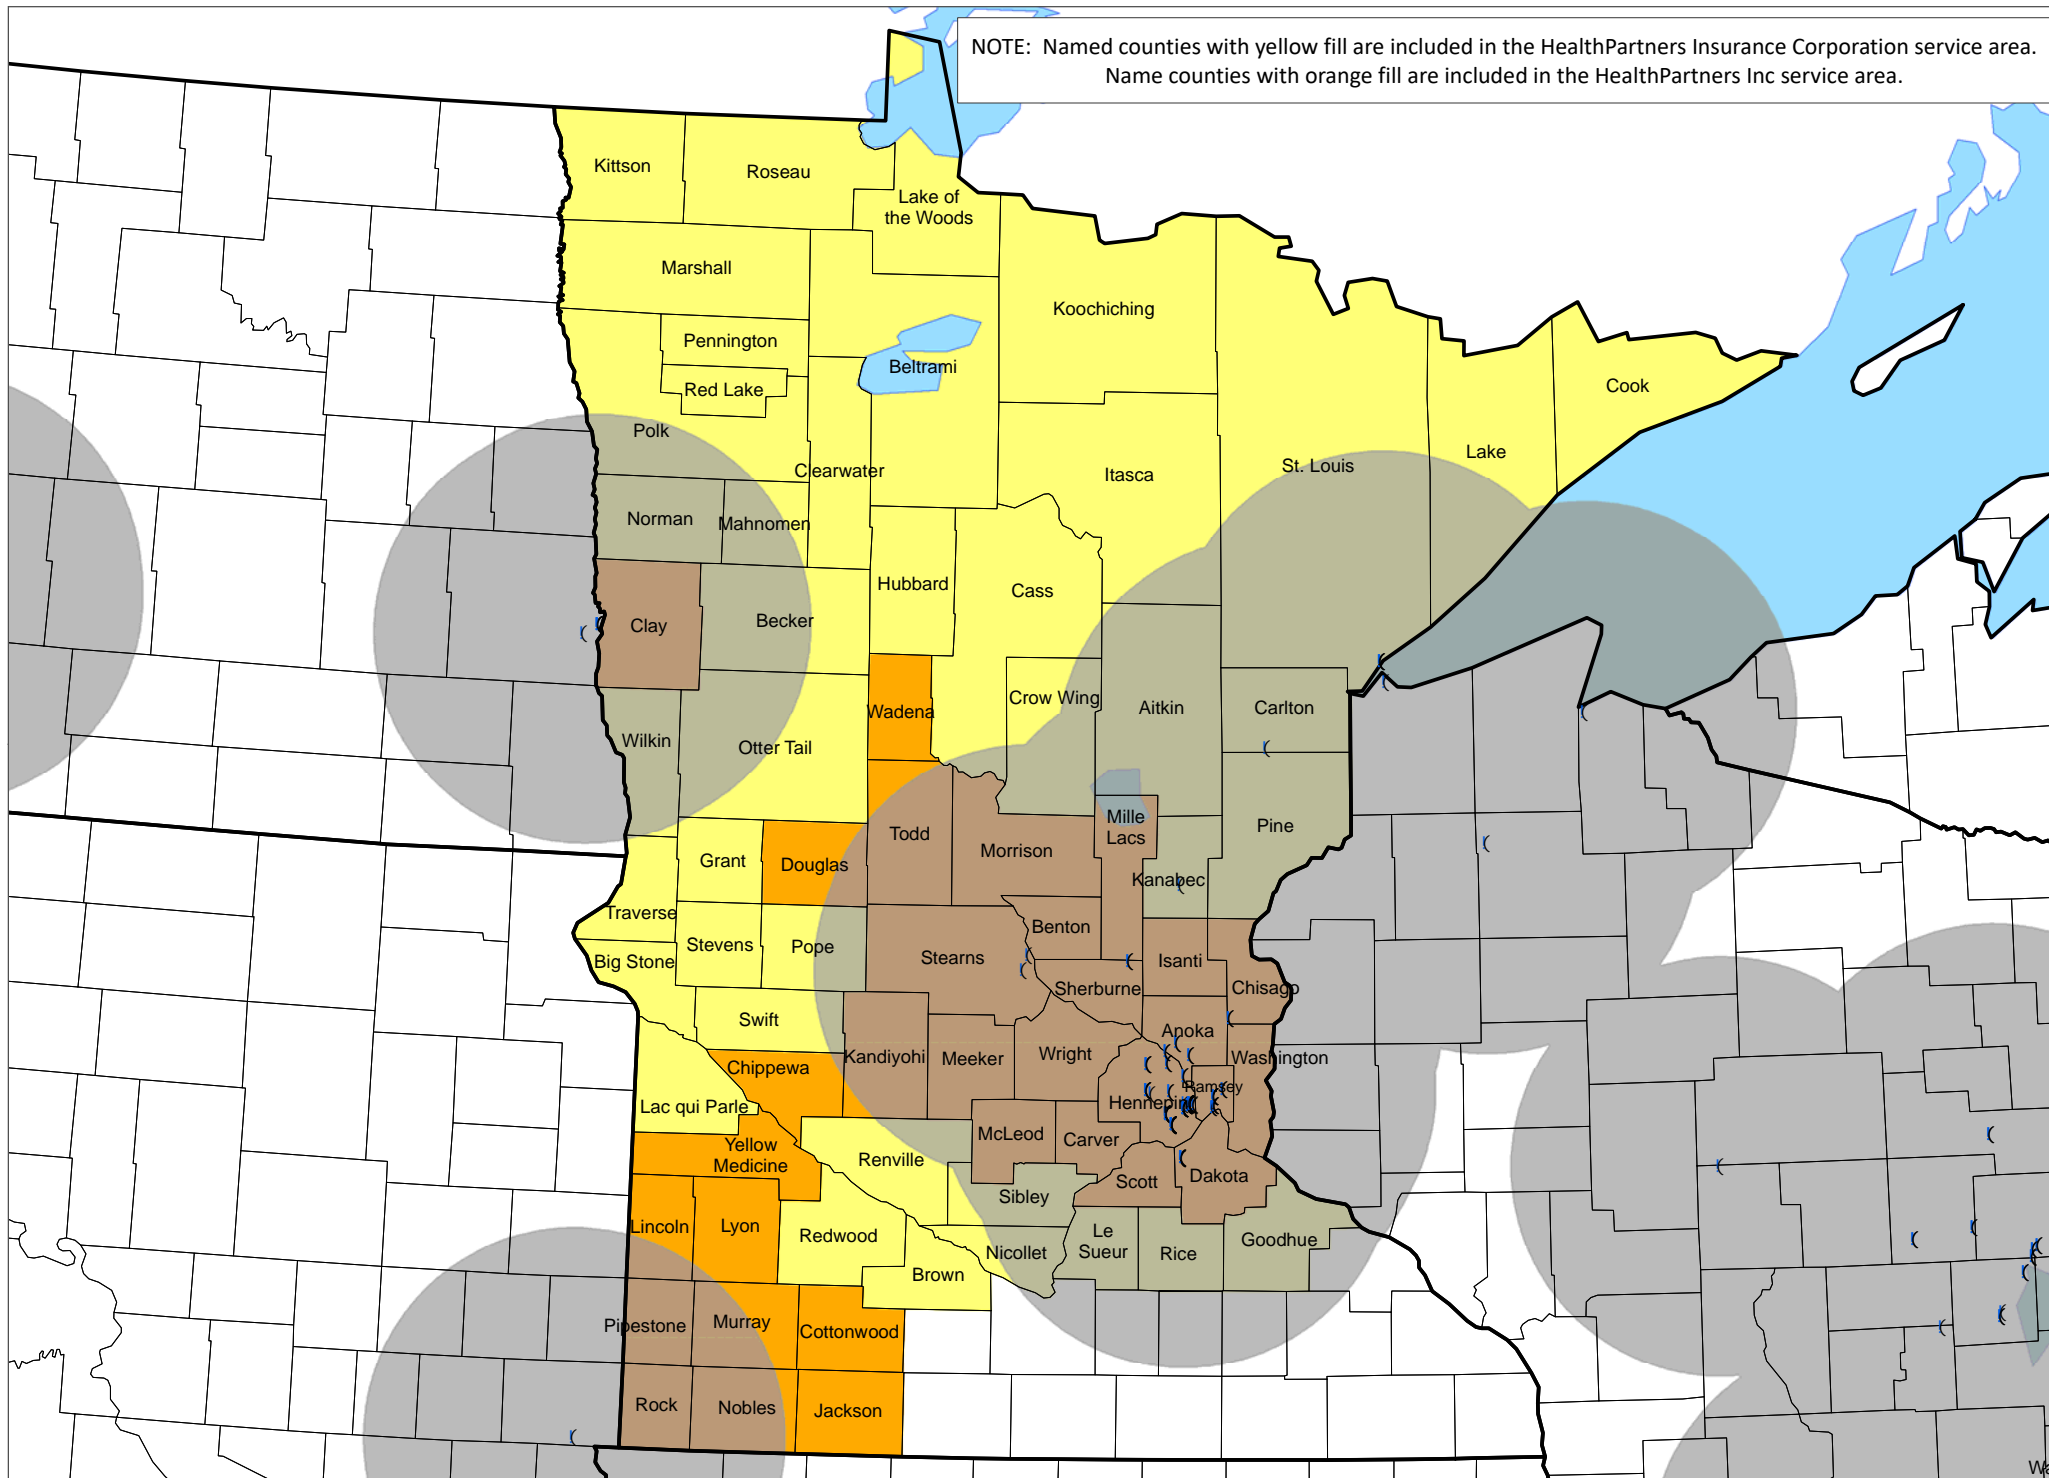 NOTE:  Named counties with yellow fill are included in the HealthPartners Insurance Corporation service area.
Name counties with orange fill are included in the HealthPartners Inc service area.
Kittson
Roseau
Lake of
the Woods
Marshall
Koochiching
Pennington
Beltrami
Red Lake
Cook
Polk
Clearwater
Itasca
St. Louis
Lake
Norman
Mahnomen
Hubbard
Cass
Clay
Becker
Crow Wing
Aitkin
Carlton
Wadena
Wilkin
Otter Tail
Mille
Lacs
Pine
Todd
Morrison
Grant
Douglas
Kanabec
Traverse
Stevens
Pope
Benton
Stearns
Isanti
Big Stone
Sherburne
Chisago
Swift
Anoka
Kandiyohi
Meeker
Wright
Washington
Chippewa
Ramsey
Lac qui Parle
Hennepin
McLeod
Carver
Yellow
Medicine
Renville
Scott
Dakota
Sibley
Lincoln
Lyon
Redwood
Le
Sueur
Rice
Goodhue
Nicollet
Brown
Pipestone
Murray
Cottonwood
Rock
Nobles
Jackson